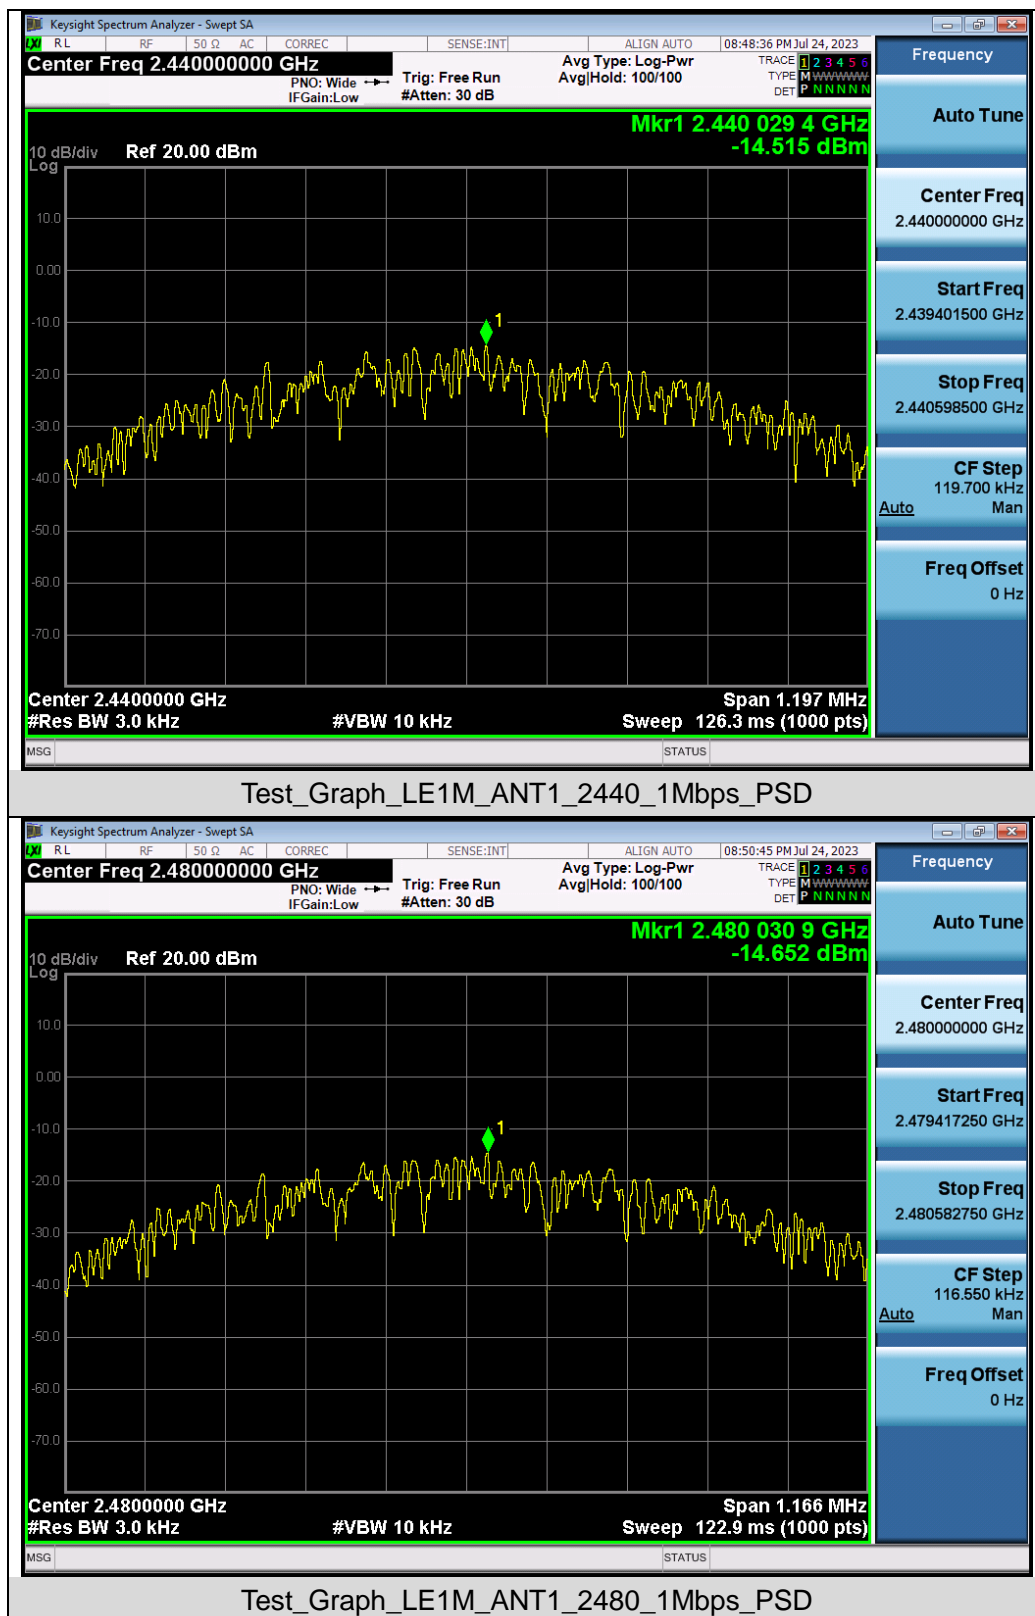 Keysight Spectrum Analyzer - Swept SA
LXI RL RF 50 Ω AC CORREC SENSE:INT ALIGN AUTO 08:48:36 PM Jul 24, 2023
Center Freq 2.440000000 GHz
PNO: Wide
IFGain:Low
Trig: Free Run
#Atten: 30 dB
Avg Type: Log-Pwr
Avg|Hold: 100/100
TRACE 1 2 3 4 5 6
TYPE M W W W W W
DET P N N N N N
Mkr1 2.440 029 4 GHz
-14.515 dBm
10 dB/div Ref 20.00 dBm
Log
10.0
0.00
-10.0
-20.0
-30.0
-40.0
-50.0
-60.0
-70.0
1
Center 2.4400000 GHz Span 1.197 MHz
#Res BW 3.0 kHz #VBW 10 kHz Sweep 126.3 ms (1000 pts)
MSG STATUS
Frequency
Auto Tune
Center Freq
2.440000000 GHz
Start Freq
2.439401500 GHz
Stop Freq
2.440598500 GHz
CF Step
119.700 kHz
Auto Man
Freq Offset
0 Hz
Test_Graph_LE1M_ANT1_2440_1Mbps_PSD
Keysight Spectrum Analyzer - Swept SA
LXI RL RF 50 Ω AC CORREC SENSE:INT ALIGN AUTO 08:50:45 PM Jul 24, 2023
Center Freq 2.480000000 GHz
PNO: Wide
IFGain:Low
Trig: Free Run
#Atten: 30 dB
Avg Type: Log-Pwr
Avg|Hold: 100/100
TRACE 1 2 3 4 5 6
TYPE M W W W W W
DET P N N N N N
Mkr1 2.480 030 9 GHz
-14.652 dBm
10 dB/div Ref 20.00 dBm
Log
10.0
0.00
-10.0
-20.0
-30.0
-40.0
-50.0
-60.0
-70.0
1
Center 2.4800000 GHz Span 1.166 MHz
#Res BW 3.0 kHz #VBW 10 kHz Sweep 122.9 ms (1000 pts)
MSG STATUS
Frequency
Auto Tune
Center Freq
2.480000000 GHz
Start Freq
2.479417250 GHz
Stop Freq
2.480582750 GHz
CF Step
116.550 kHz
Auto Man
Freq Offset
0 Hz
Test_Graph_LE1M_ANT1_2480_1Mbps_PSD